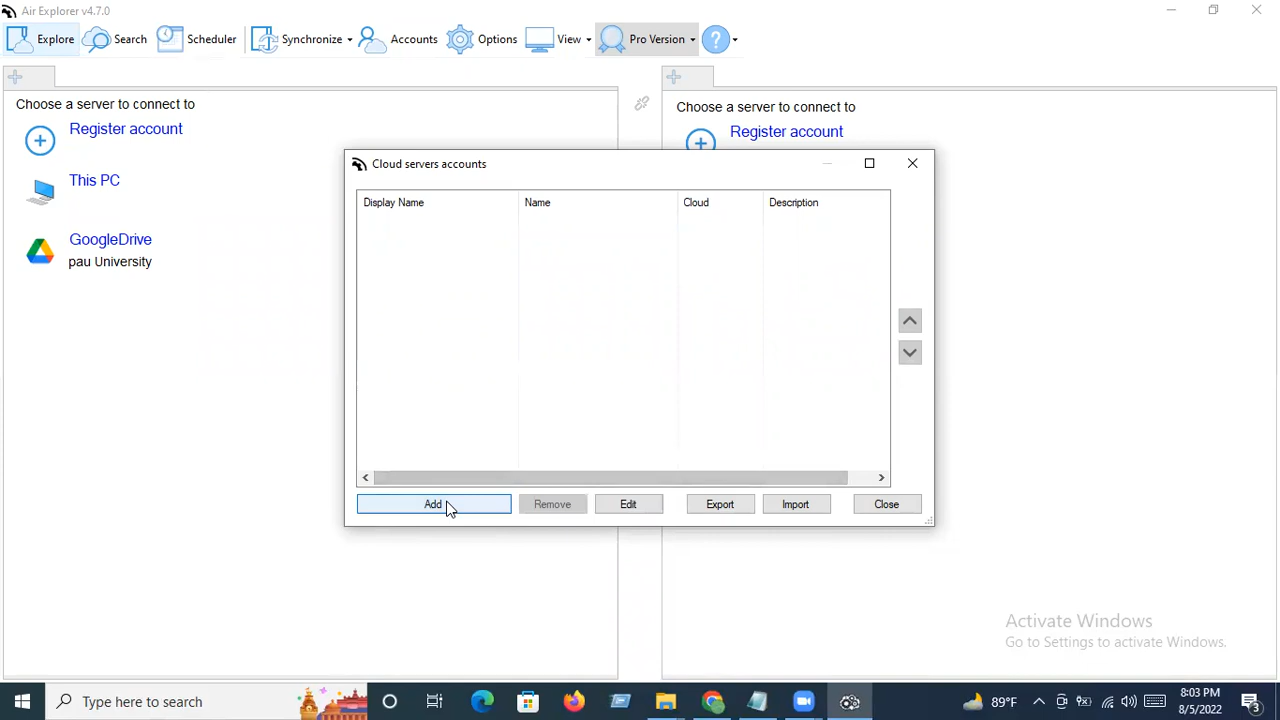 Air Explorer v4.7.0
Explore Search Scheduler Synchronize Accounts Options View Pro Version ?
Choose a server to connect to
Register account
This PC
GoogleDrive
pau University
Choose a server to connect to
Register account
Cloud servers accounts
Display Name Name Cloud Description
Add Remove Edit Export Import Close
Activate Windows
Go to Settings to activate Windows.
Type here to search
89°F
8:03 PM
8/5/2022
3